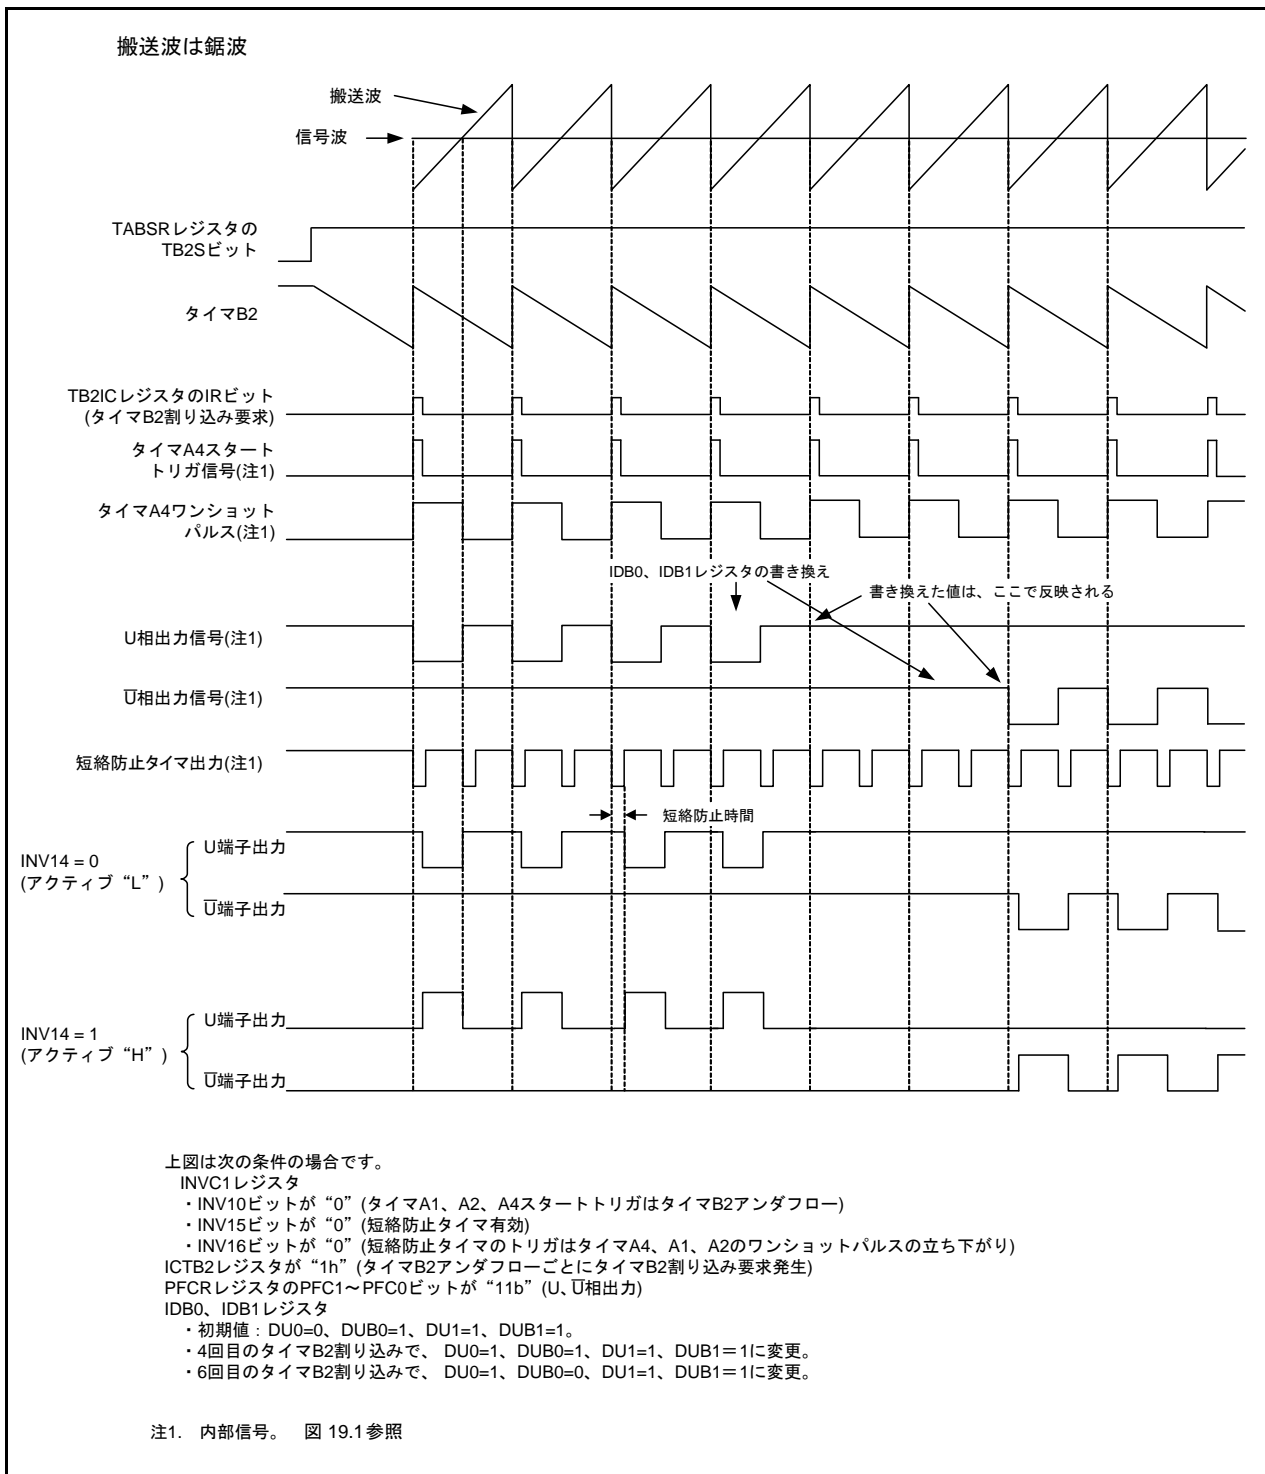 搬送波は鋸波
搬送波
信号波
TABSRレジスタの
TB2Sビット
タイマB2
TB2ICレジスタのIRビット
(タイマB2割り込み要求)
タイマA4スタート
トリガ信号(注1)
タイマA4ワンショット
パルス(注1)
IDB0、IDB1レジスタの書き換え
書き換えた値は、ここで反映される
U相出力信号(注1)
U̅相出力信号(注1)
短絡防止タイマ出力(注1)
短絡防止時間
INV14 = 0
(アクティブ“L”)
U端子出力
U̅端子出力
INV14 = 1
(アクティブ“H”)
U端子出力
U̅端子出力
上図は次の条件の場合です。
INVC1レジスタ
・INV10ビットが“0”(タイマA1、A2、A4スタートトリガはタイマB2アンダフロー)
・INV15ビットが“0”(短絡防止タイマ有効)
・INV16ビットが“0”(短絡防止タイマのトリガはタイマA4、A1、A2のワンショットパルスの立ち下がり)
ICTB2レジスタが“1h”(タイマB2アンダフローごとにタイマB2割り込み要求発生)
PFCRレジスタのPFC1～PFC0ビットが“11b”(U、U̅相出力)
IDB0、IDB1レジスタ
・初期値：DU0=0、DUB0=1、DU1=1、DUB1=1。
・4回目のタイマB2割り込みで、 DU0=1、DUB0=1、DU1=1、DUB1＝1に変更。
・6回目のタイマB2割り込みで、 DU0=1、DUB0=0、DU1=1、DUB1＝1に変更。
注1. 内部信号。 図 19.1参照